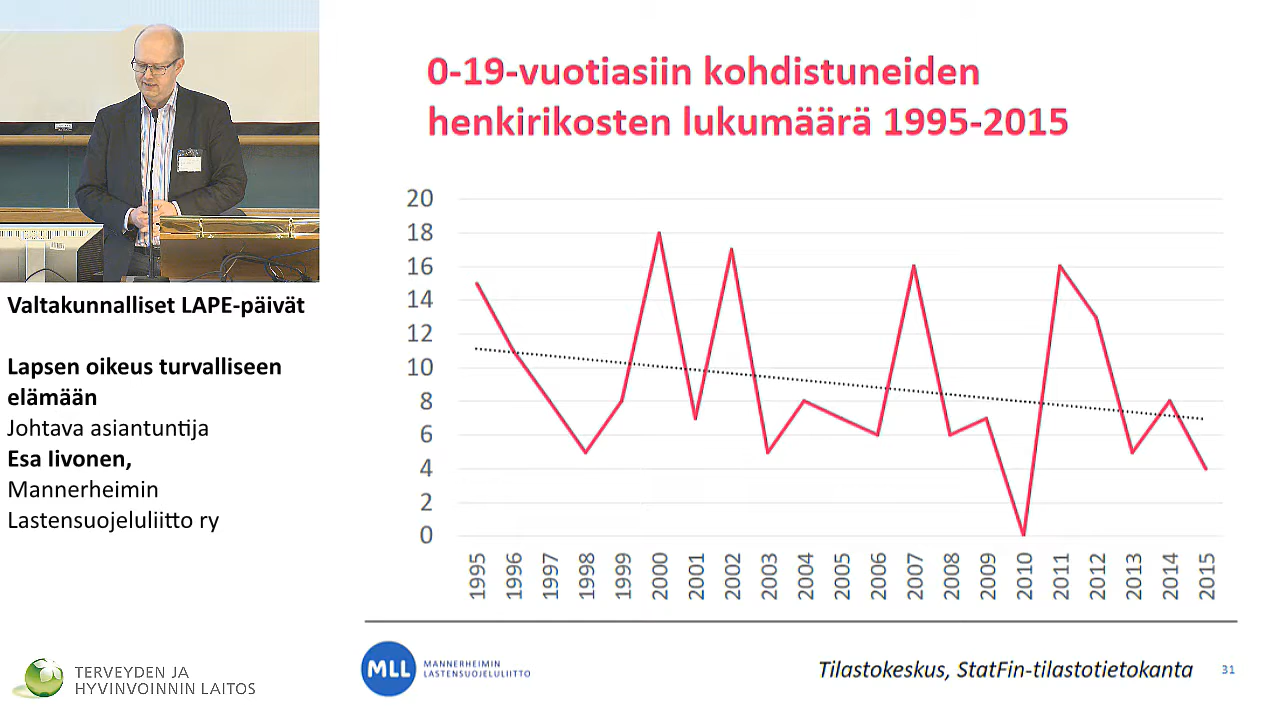 0-19-vuotiasiin kohdistuneiden
henkirikosten lukumäärä 1995-2015
20
18
16
14
12
10
8
6
4
2
0
1995
1996
1997
1998
1999
2000
2001
2002
2003
2004
2005
2006
2007
2008
2009
2010
2011
2012
2013
2014
2015
Valtakunnalliset LAPE-päivät
Lapsen oikeus turvalliseen
elämään
Johtava asiantuntija
Esa Iivonen,
Mannerheimin
Lastensuojeluliitto ry
TERVEYDEN JA
HYVINVOINNIN LAITOS
MLL
MANNERHEIMIN
LASTENSUOJELULIITTO
Tilastokeskus, StatFin-tilastotietokanta
31